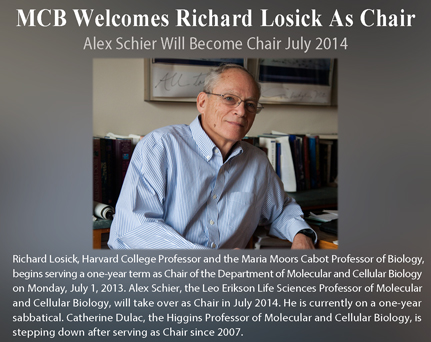 MCB Welcomes Richard Losick As Chair
Alex Schier Will Become Chair July 2014
Richard Losick, Harvard College Professor and the Maria Moors Cabot Professor of Biology,
begins serving a one-year term as Chair of the Department of Molecular and Cellular Biology
on Monday, July 1, 2013. Alex Schier, the Leo Erikson Life Sciences Professor of Molecular
and Cellular Biology, will take over as Chair in July 2014. He is currently on a one-year
sabbatical. Catherine Dulac, the Higgins Professor of Molecular and Cellular Biology, is
stepping down after serving as Chair since 2007.